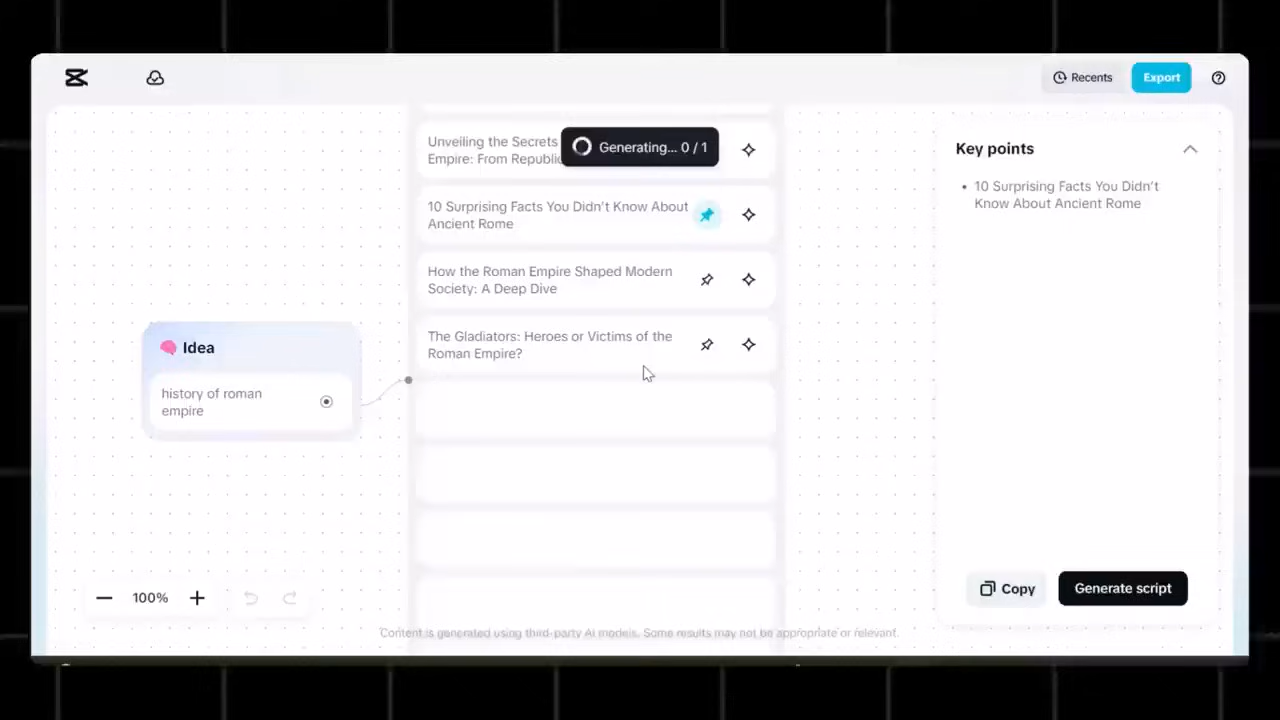 Recents
Export
Unveiling the Secrets
Empire: From Republic
Generating... 0 / 1
10 Surprising Facts You Didn't Know About
Ancient Rome
How the Roman Empire Shaped Modern
Society: A Deep Dive
The Gladiators: Heroes or Victims of the
Roman Empire?
Idea
history of roman
empire
Key points
• 10 Surprising Facts You Didn't
Know About Ancient Rome
100%
Copy
Generate script
Content is generated using third-party AI models. Some results may not be appropriate or relevant.